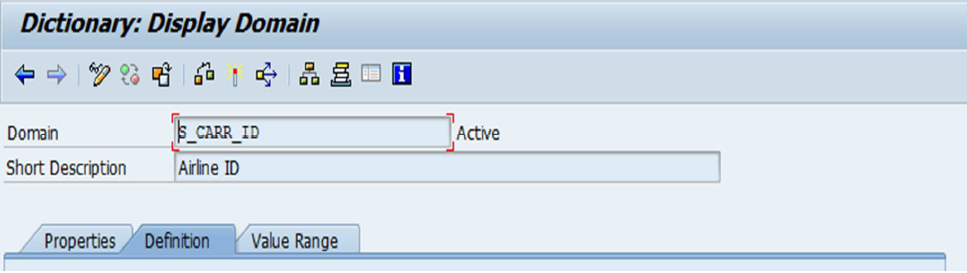 Dictionary: Display Domain
Domain S_CARR_ID Active
Short Description Airline ID
Properties Definition Value Range